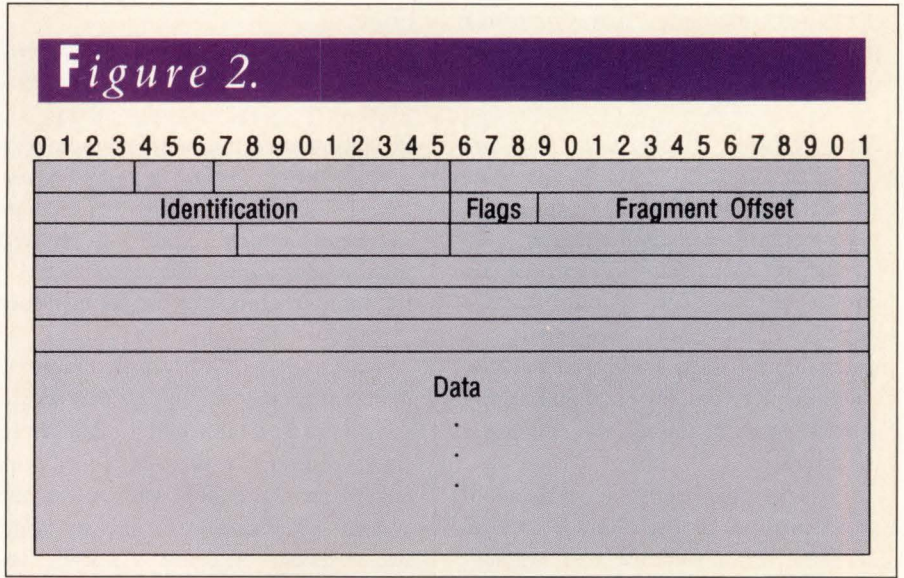 Figure 2.
0 1 2 3 4 5 6 7 8 9 0 1 2 3 4 5 6 7 8 9 0 1 2 3 4 5 6 7 8 9 0 1
Identification Flags Fragment Offset
Data
.
.
.